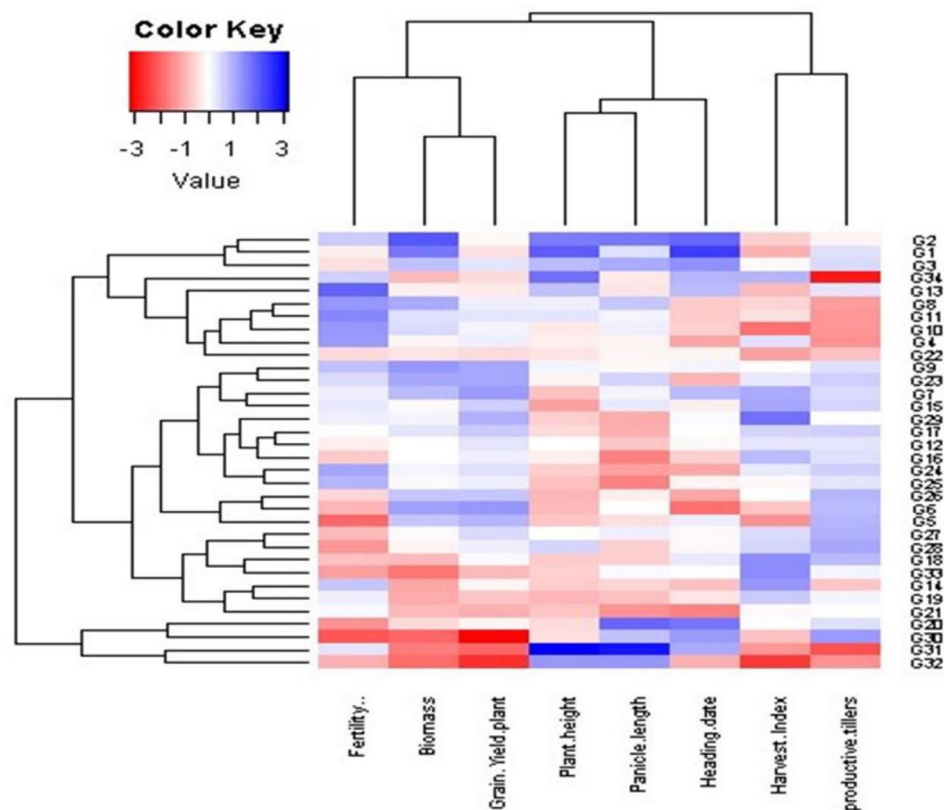 Color Key
-3 -1 1 3
Value
G2
G1
G3
G34
G13
G8
G11
G10
G4
G22
G9
G23
G7
G15
G29
G17
G12
G16
G24
G25
G26
G6
G5
G27
G28
G18
G33
G14
G19
G21
G20
G30
G31
G32
Fertility..
Biomass
Grain.Yield.plant
Plant.height
Panicle.length
Heading.date
Harvest.Index
productive.tillers